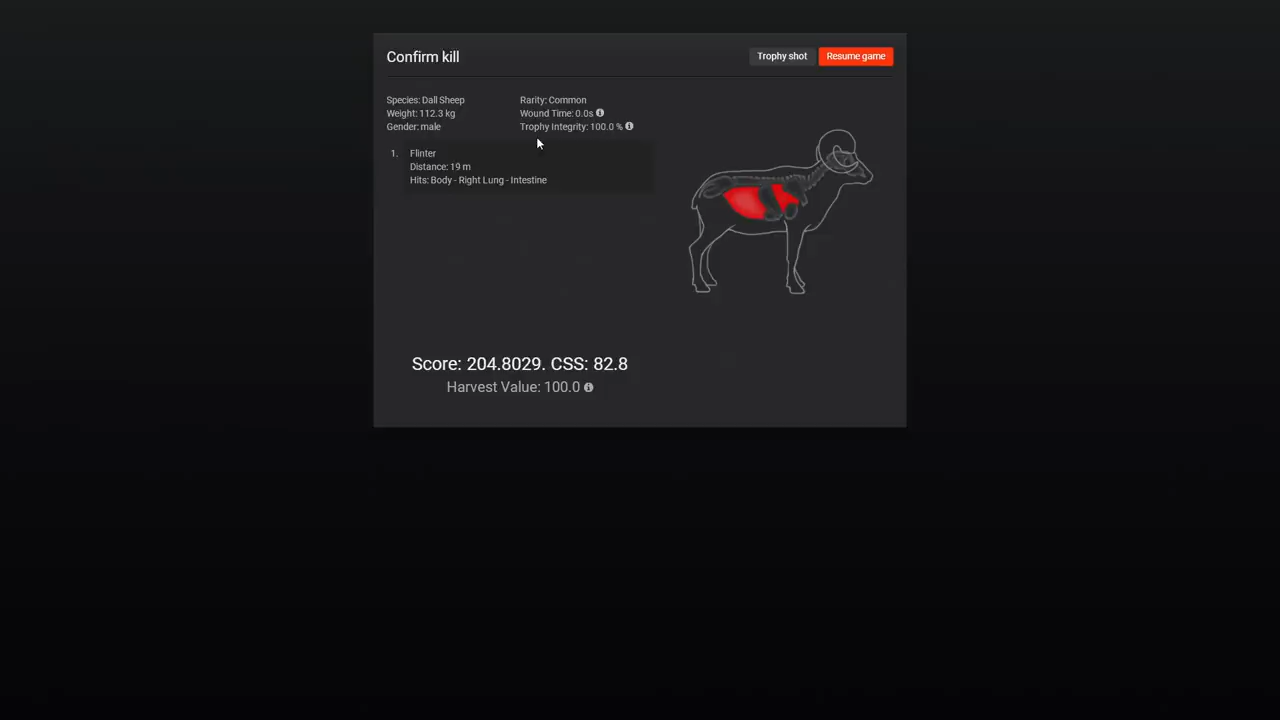 Confirm kill
Trophy shot
Resume game
Species: Dall Sheep
Weight: 112.3 kg
Gender: male
Rarity: Common
Wound Time: 0.0s
Trophy Integrity: 100.0 %
1. Flinter
Distance: 19 m
Hits: Body - Right Lung - Intestine
Score: 204.8029. CSS: 82.8
Harvest Value: 100.0